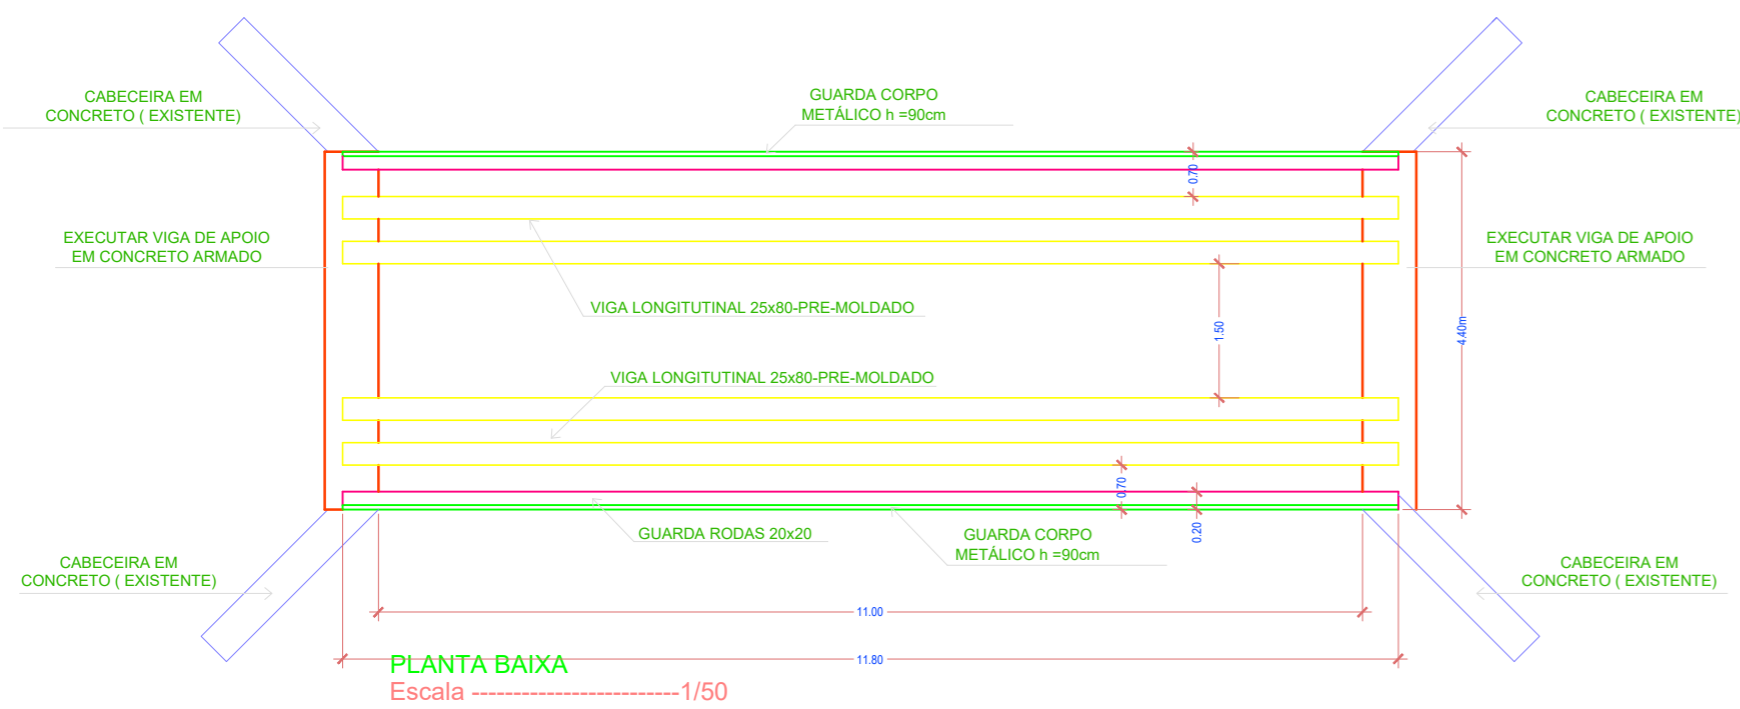 CABECEIRA EM
CONCRETO ( EXISTENTE)
GUARDA CORPO
METÁLICO h =90cm
CABECEIRA EM
CONCRETO ( EXISTENTE)
0.70
EXECUTAR VIGA DE APOIO
EM CONCRETO ARMADO
EXECUTAR VIGA DE APOIO
EM CONCRETO ARMADO
VIGA LONGITUTINAL 25x80-PRE-MOLDADO
1.50
4.40m
VIGA LONGITUTINAL 25x80-PRE-MOLDADO
0.70
GUARDA RODAS 20x20
GUARDA CORPO
METÁLICO h =90cm
0.20
CABECEIRA EM
CONCRETO ( EXISTENTE)
CABECEIRA EM
CONCRETO ( EXISTENTE)
11.00
11.80
PLANTA BAIXA
Escala -------------------------1/50